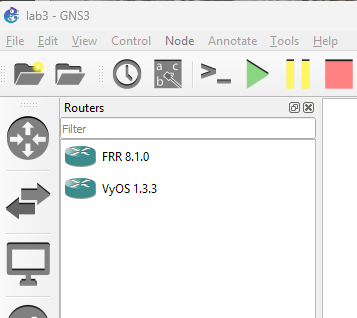 lab3 - GNS3
File Edit View Control Node Annotate Tools Help
a c
b
Routers
Filter
FRR 8.1.0
VyOS 1.3.3